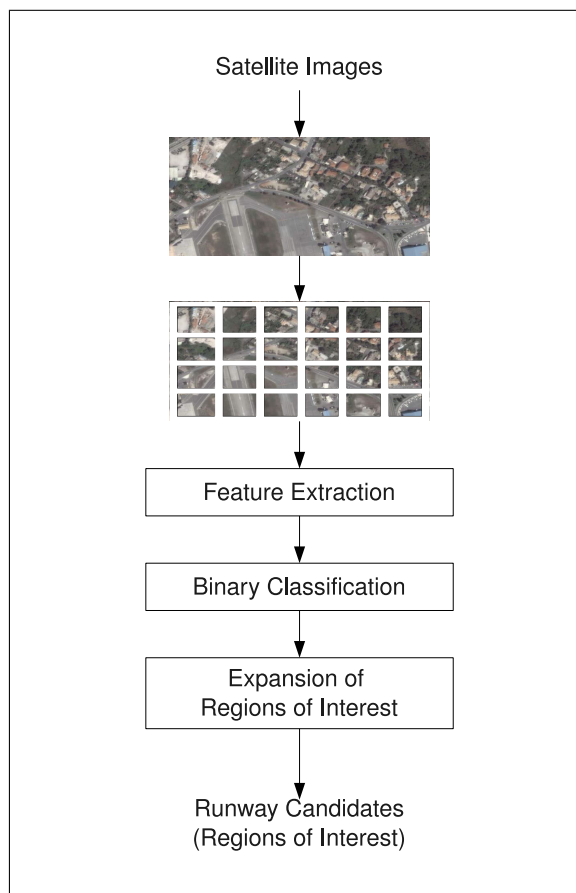 Satellite Images
Feature Extraction
Binary Classification
Expansion of
Regions of Interest
Runway Candidates
(Regions of Interest)